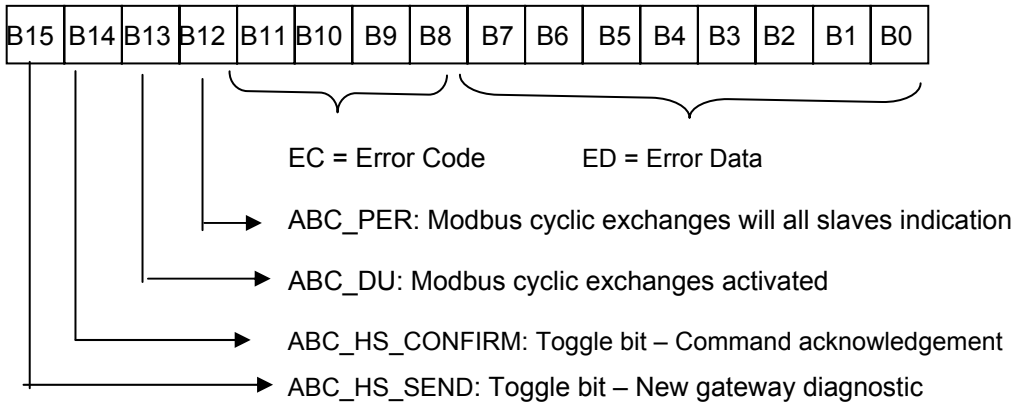 B15 B14 B13 B12 B11 B10 B9 B8 B7 B6 B5 B4 B3 B2 B1 B0
EC = Error Code ED = Error Data
ABC_PER: Modbus cyclic exchanges will all slaves indication
ABC_DU: Modbus cyclic exchanges activated
ABC_HS_CONFIRM: Toggle bit – Command acknowledgement
ABC_HS_SEND: Toggle bit – New gateway diagnostic